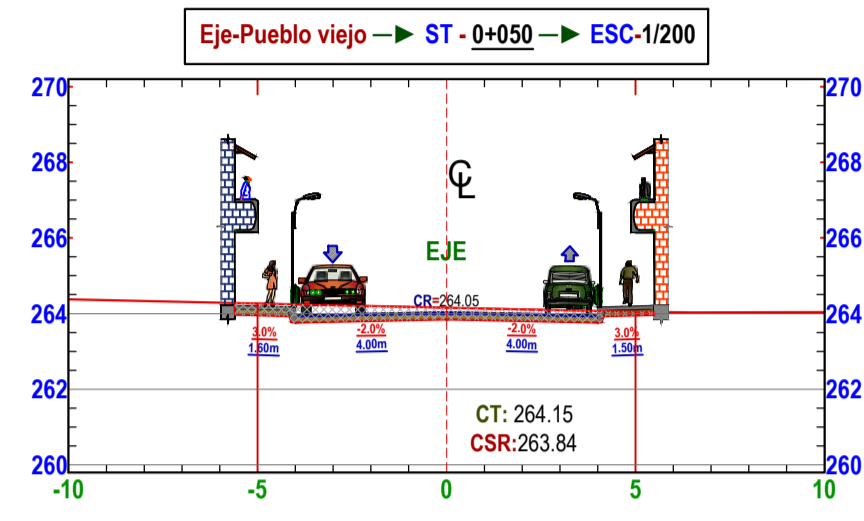 Eje-Pueblo viejo ST - 0+050 ESC-1/200
270 270
268 268
CL
266 266
EJE
CR=264.05
264 264
3.0% -2.0% -2.0% 3.0%
1.60m 4.00m 4.00m 1.50m
262 262
CT: 264.15
CSR:263.84
260 260
-10 -5 0 5 10